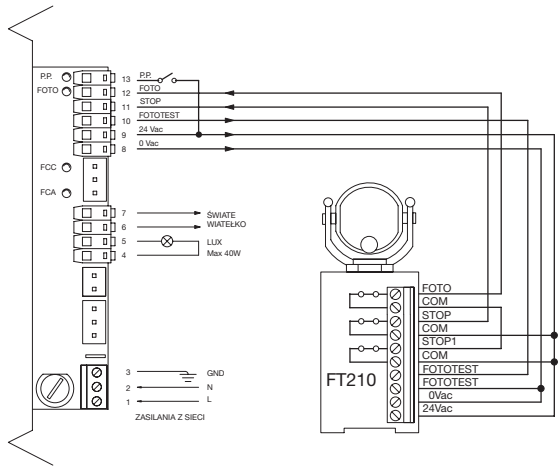 P.P.
13 P.P.
FOTO
12 FOTO
11 STOP
10 FOTOTEST
9 24 Vac
8 0 Vac
FCC
FCA
7 ŚWIATE
6 WIATEŁKO
5 LUX
4 Max 40W
3 GND
2 N
1 L
ZASILANIA Z SIECI
FT210
FOTO
COM
STOP
COM
STOP1
COM
FOTOTEST
FOTOTEST
0Vac
24Vac